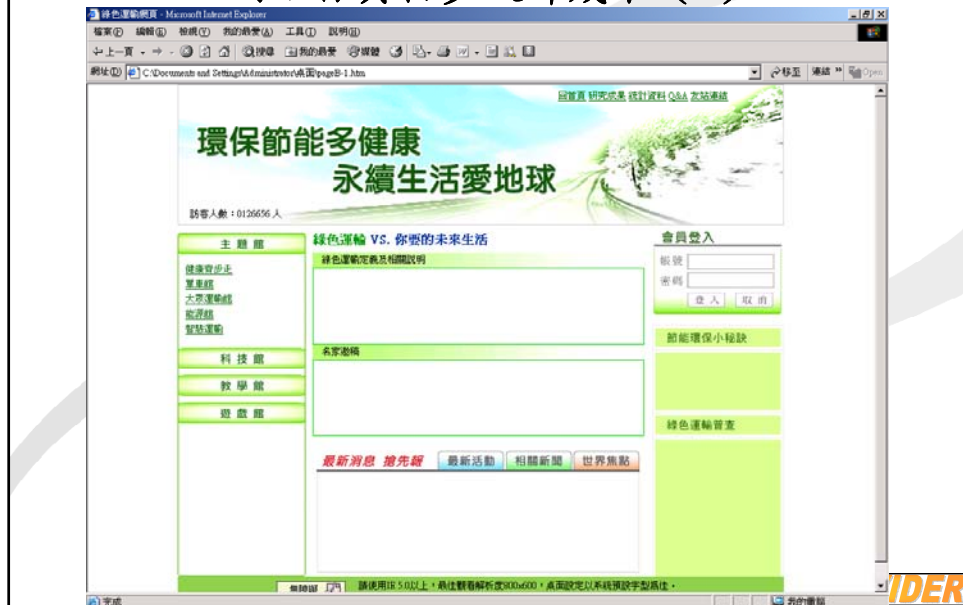 綠色運輸網頁 - Microsoft Internet Explorer
檔案(F) 編輯(E) 檢視(V) 我的最愛(A) 工具(T) 說明(H)
上一頁 搜尋 我的最愛 媒體
網址(D) C:\Documents and Settings\Administrator\桌面\pageB-1.htm 移至 連結 » Open
回首頁 研究成果 統計資料 Q&A 友站連結
環保節能多健康
永續生活愛地球
訪客人數：0126656 人
主 題 館
健康背步走
單車館
大眾運輸館
能源館
智慧運輸
科 技 館
教 學 館
遊 戲 館
綠色運輸 VS. 你要的未來生活
綠色運輸定義及相關說明
名家邀稿
最新消息 搶先報 最新活動 相關新聞 世界焦點
會員登入
帳號
密碼
登 入 取 消
節能環保小秘訣
綠色運輸普查
無障礙 請使用IE 5.0以上，最佳觀看解析度800x600，桌面設定以系統預設字型爲佳。
完成 我的電腦
IDER